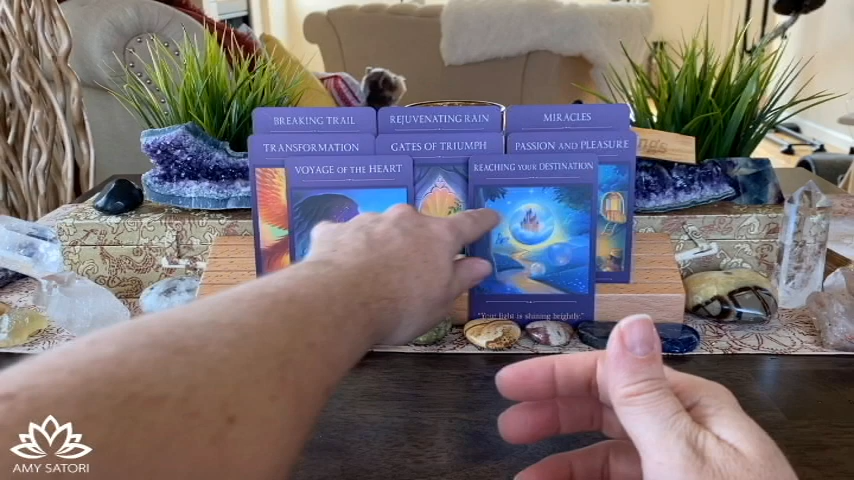 BREAKING TRAIL
REJUVENATING RAIN
MIRACLES
TRANSFORMATION
GATES OF TRIUMPH
PASSION AND PLEASURE
VOYAGE OF THE HEART
REACHING YOUR DESTINATION
"Your light is shining brightly."
AMY SATORI